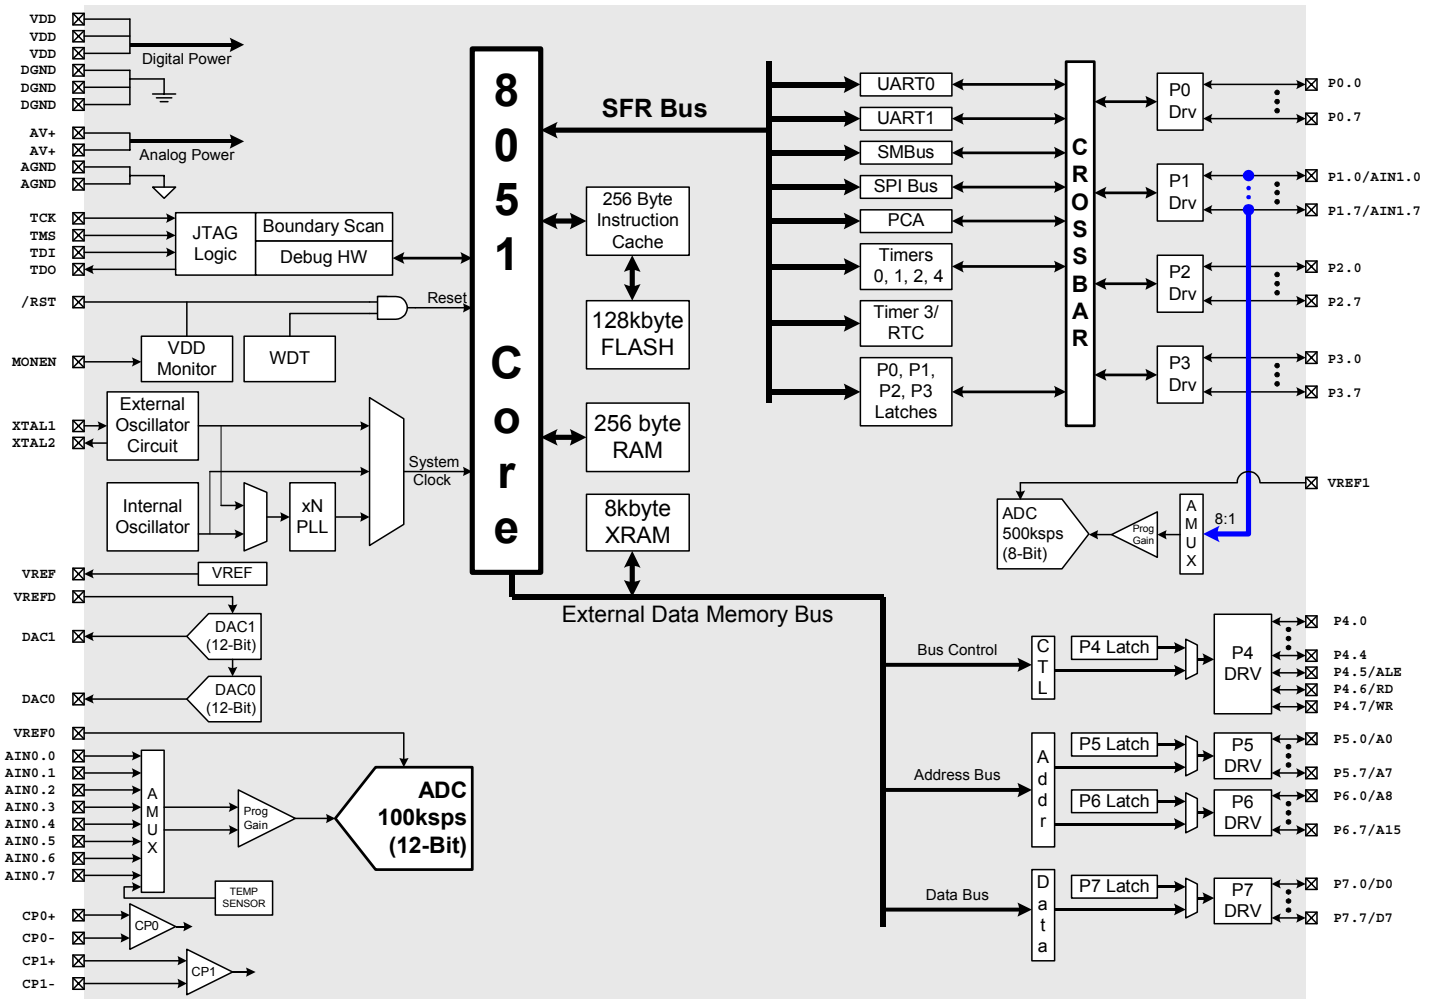 VDD
VDD
VDD
DGND
DGND
DGND
Digital Power
AV+
AV+
AGND
AGND
Analog Power
TCK
TMS
TDI
TDO
JTAG
Logic
Boundary Scan
Debug HW
/RST
Reset
MONEN
VDD
Monitor
WDT
XTAL1
XTAL2
External
Oscillator
Circuit
Internal
Oscillator
xN
PLL
System
Clock
VREF
VREF
VREFD
DAC1
DAC1
(12-Bit)
DAC0
DAC0
(12-Bit)
VREF0
AIN0.0
AIN0.1
AIN0.2
AIN0.3
AIN0.4
AIN0.5
AIN0.6
AIN0.7
AMUX
Prog
Gain
ADC
100ksps
(12-Bit)
TEMP
SENSOR
CP0+
CP0-
CP0
CP1+
CP1-
CP1
8051 Core
SFR Bus
256 Byte
Instruction
Cache
128kbyte
FLASH
256 byte
RAM
8kbyte
XRAM
External Data Memory Bus
UART0
UART1
SMBus
SPI Bus
PCA
Timers
0, 1, 2, 4
Timer 3/
RTC
P0, P1,
P2, P3
Latches
CROSSBAR
P0
Drv
P1
Drv
P2
Drv
P3
Drv
P0.0
P0.7
P1.0/AIN1.0
P1.7/AIN1.7
P2.0
P2.7
P3.0
P3.7
VREF1
ADC
500ksps
(8-Bit)
Prog
Gain
AMUX
8:1
Bus Control
CTL
P4 Latch
P4
DRV
P4.0
P4.4
P4.5/ALE
P4.6/RD
P4.7/WR
Address Bus
Addr
P5 Latch
P5
DRV
P5.0/A0
P5.7/A7
P6 Latch
P6
DRV
P6.0/A8
P6.7/A15
Data Bus
Data
P7 Latch
P7
DRV
P7.0/D0
P7.7/D7